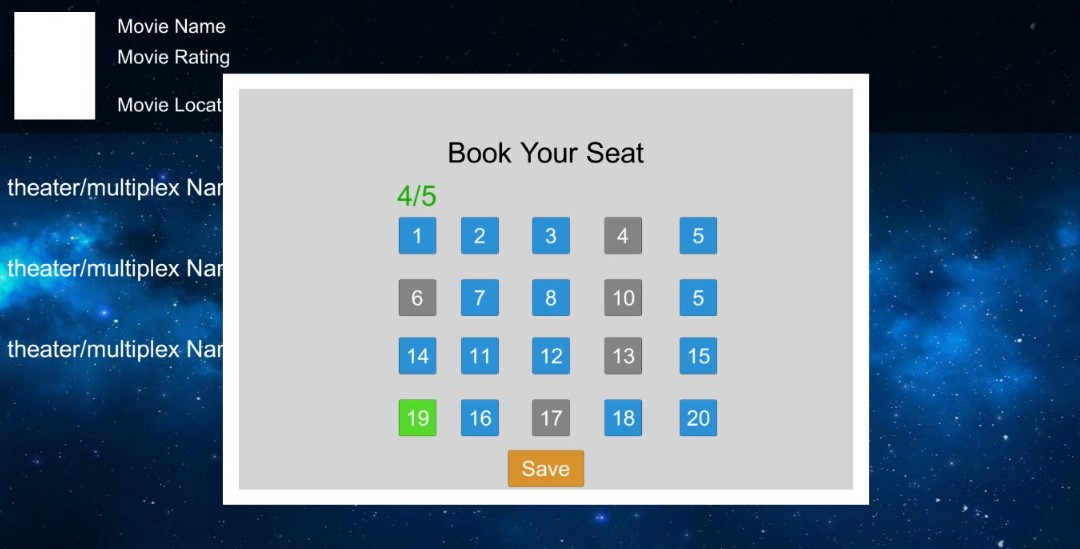 Movie Name
Movie Rating
Movie Locat
theater/multiplex Nar
theater/multiplex Nar
theater/multiplex Nar
Book Your Seat
4/5
1 2 3 4 5
6 7 8 10 5
14 11 12 13 15
19 16 17 18 20
Save